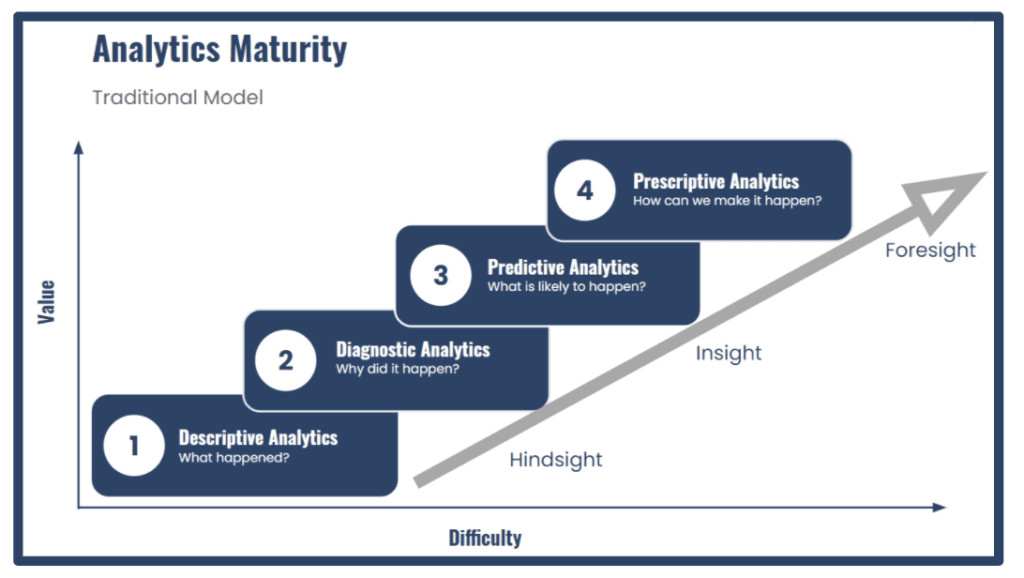 Analytics Maturity
Traditional Model
4
Prescriptive Analytics
How can we make it happen?
3
Predictive Analytics
What is likely to happen?
2
Diagnostic Analytics
Why did it happen?
1
Descriptive Analytics
What happened?
Foresight
Insight
Hindsight
Value
Difficulty